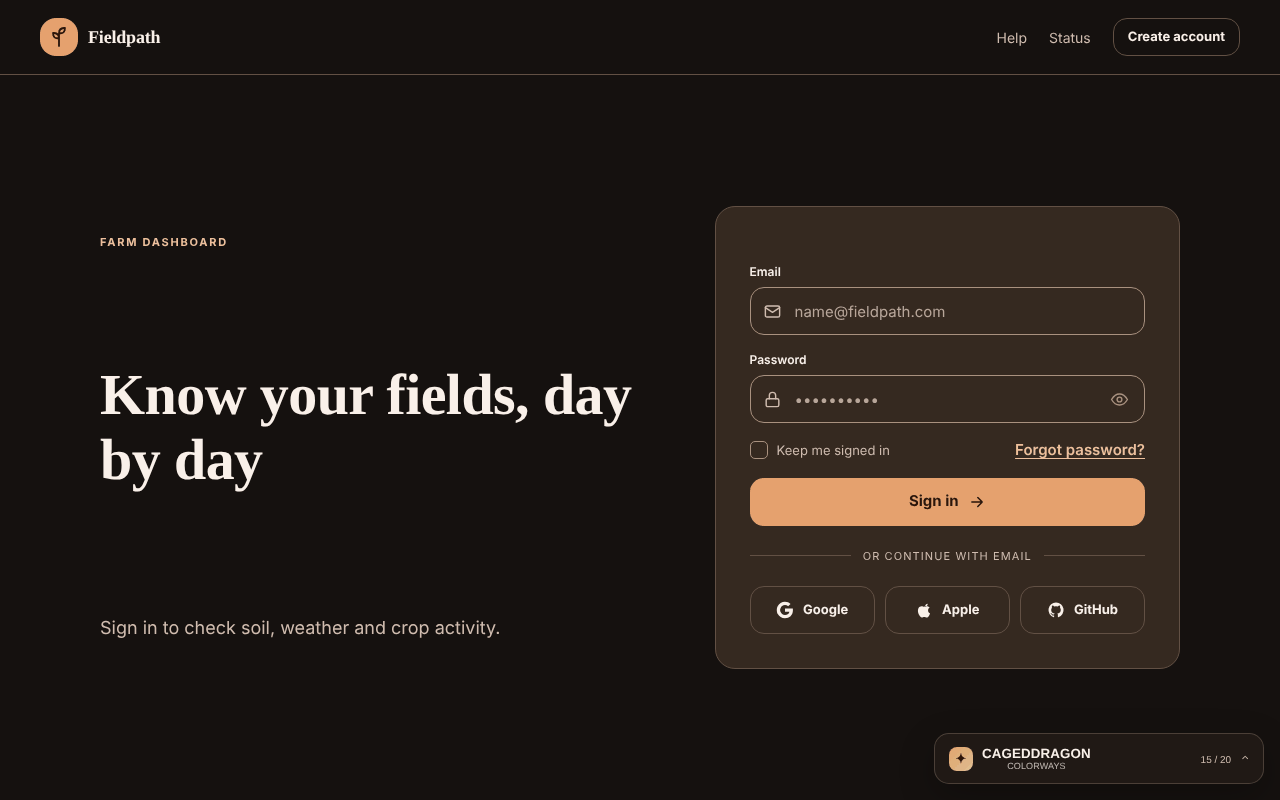 Fieldpath
Help
Status
Create account
FARM DASHBOARD
Know your fields, day
by day
Sign in to check soil, weather and crop activity.
Email
name@fieldpath.com
Password
••••••••••
Keep me signed in
Forgot password?
Sign in →
OR CONTINUE WITH EMAIL
Google
Apple
GitHub
CAGEDDRAGON
COLORWAYS
15 / 20